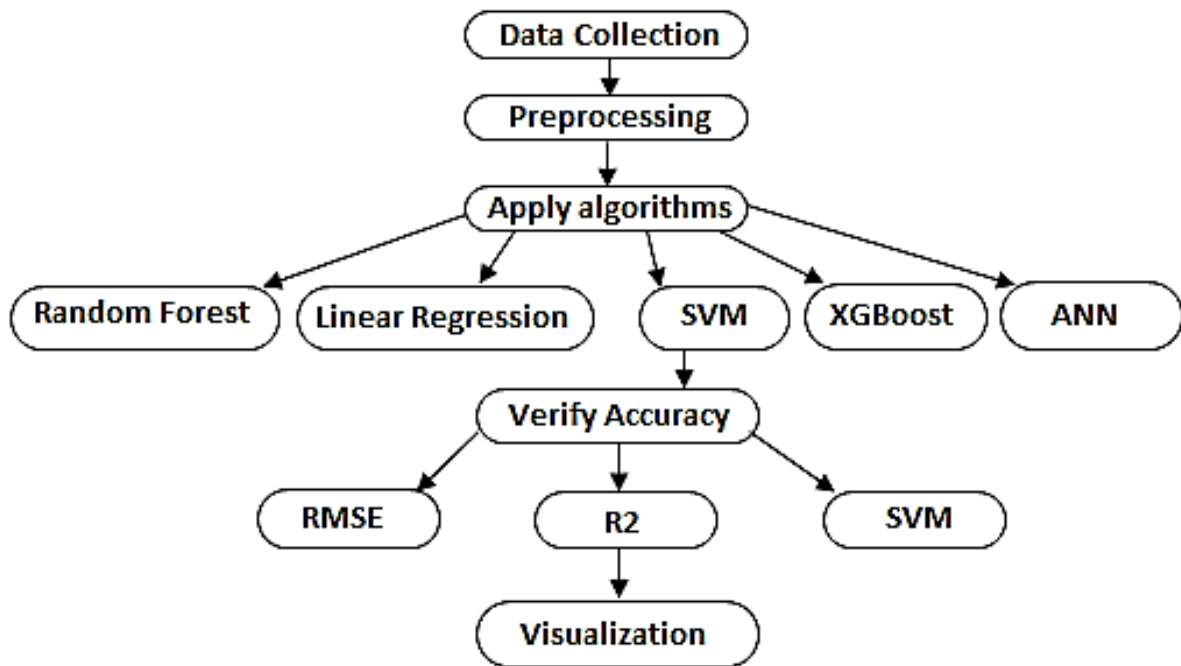 Data Collection
Preprocessing
Apply algorithms
Random Forest
Linear Regression
SVM
XGBoost
ANN
Verify Accuracy
RMSE
R2
SVM
Visualization